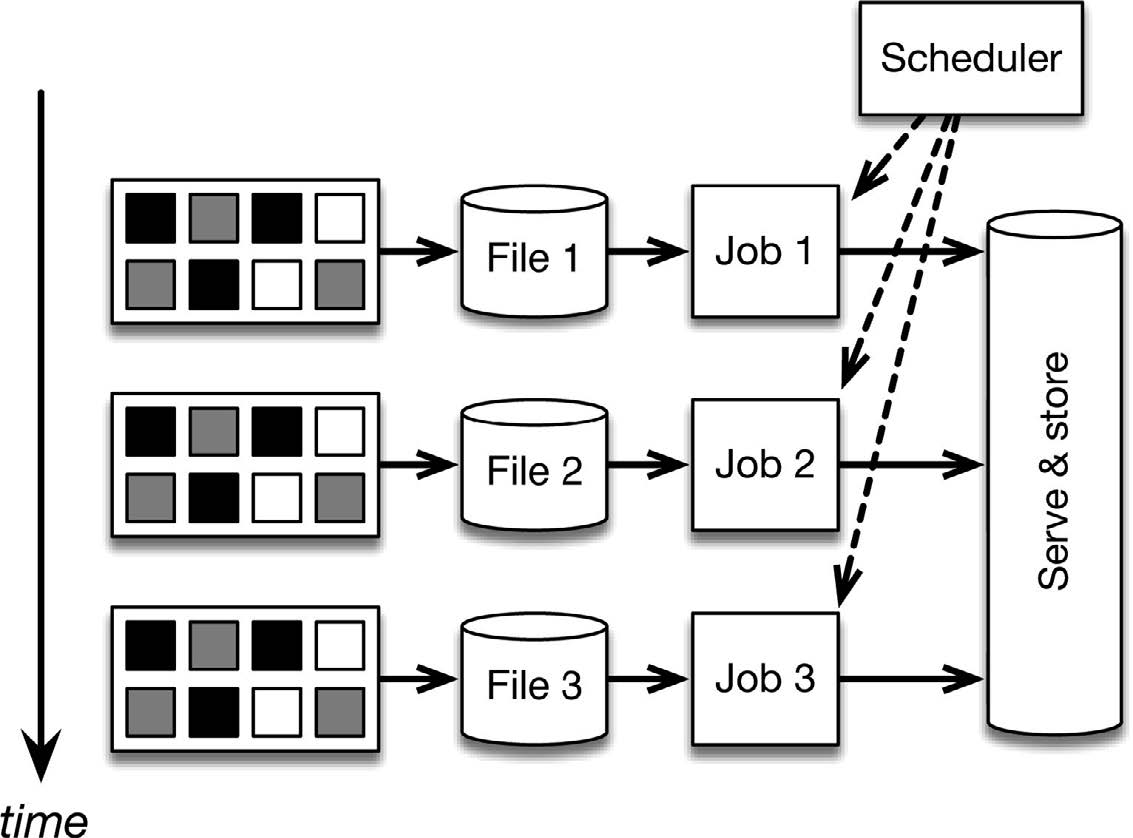 Scheduler
File 1
Job 1
File 2
Job 2
Serve & store
File 3
Job 3
time